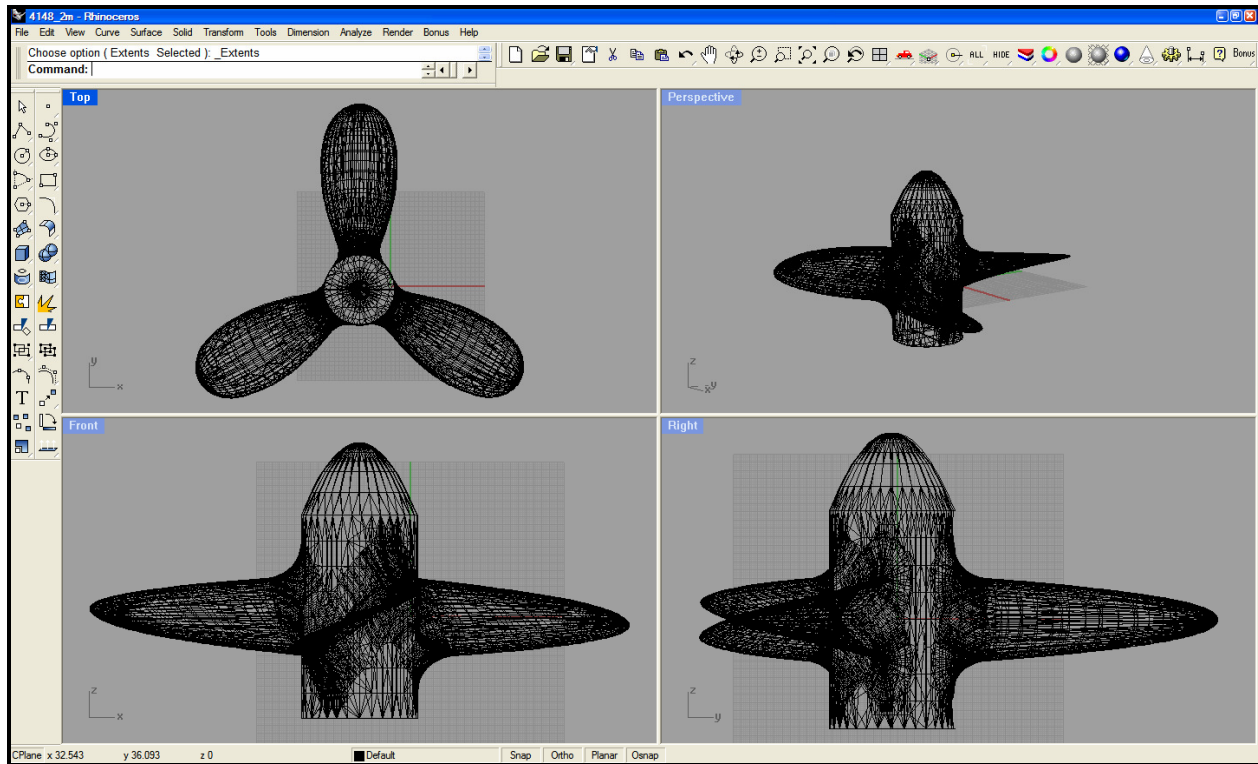 4148_2m - Rhinoceros
File Edit View Curve Surface Solid Transform Tools Dimension Analyze Render Bonus Help
Choose option ( Extents Selected ): _Extents
Command:
ALL HIDE ? Bonus
T
Top
y
x
Perspective
z
y
x
Front
z
x
Right
z
y
CPlane x 32.543 y 36.093 z 0 Default Snap Ortho Planar Osnap